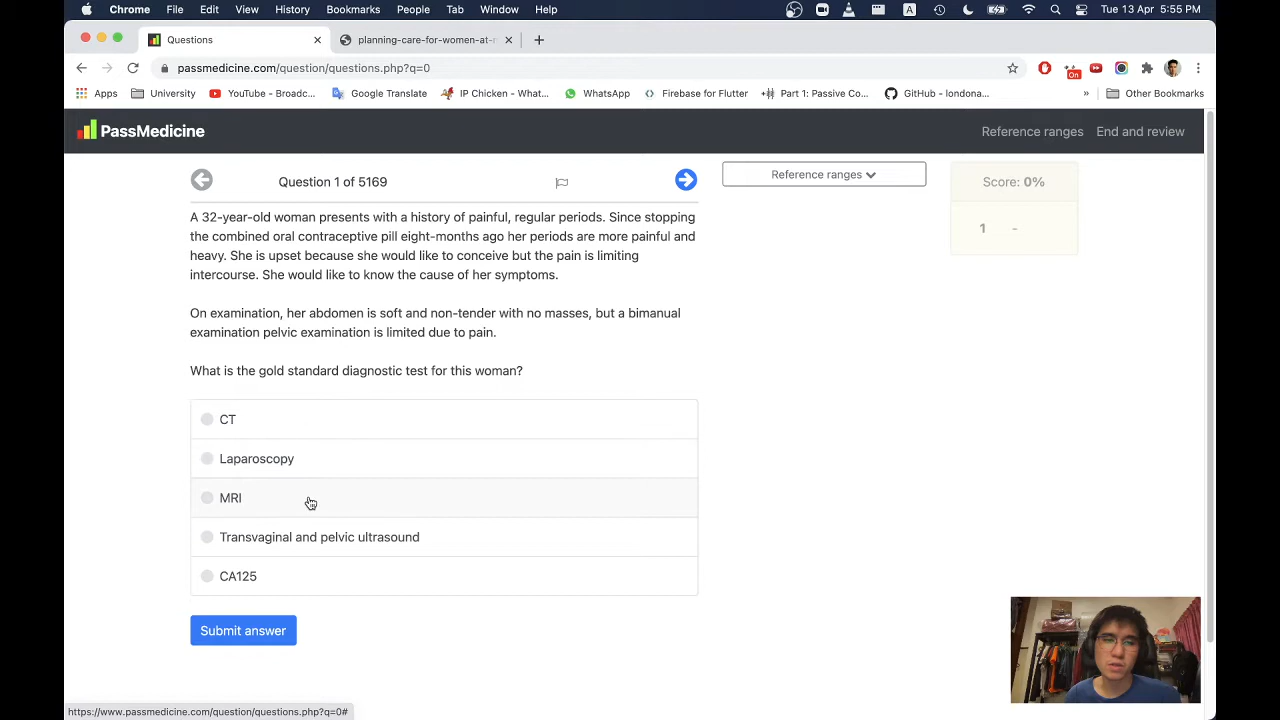 Chrome File Edit View History Bookmarks People Tab Window Help
A
Tue 13 Apr 5:55 PM
Questions
planning-care-for-women-at-r
passmedicine.com/question/questions.php?q=0
On
Apps
University
YouTube - Broadc...
Google Translate
IP Chicken - What...
WhatsApp
Firebase for Flutter
Part 1: Passive Co...
GitHub - londona...
»
Other Bookmarks
PassMedicine
Reference ranges
End and review
Question 1 of 5169
Reference ranges
Score: 0%
1 -
A 32-year-old woman presents with a history of painful, regular periods. Since stopping
the combined oral contraceptive pill eight-months ago her periods are more painful and
heavy. She is upset because she would like to conceive but the pain is limiting
intercourse. She would like to know the cause of her symptoms.
On examination, her abdomen is soft and non-tender with no masses, but a bimanual
examination pelvic examination is limited due to pain.
What is the gold standard diagnostic test for this woman?
CT
Laparoscopy
MRI
Transvaginal and pelvic ultrasound
CA125
Submit answer
https://www.passmedicine.com/question/questions.php?q=0#